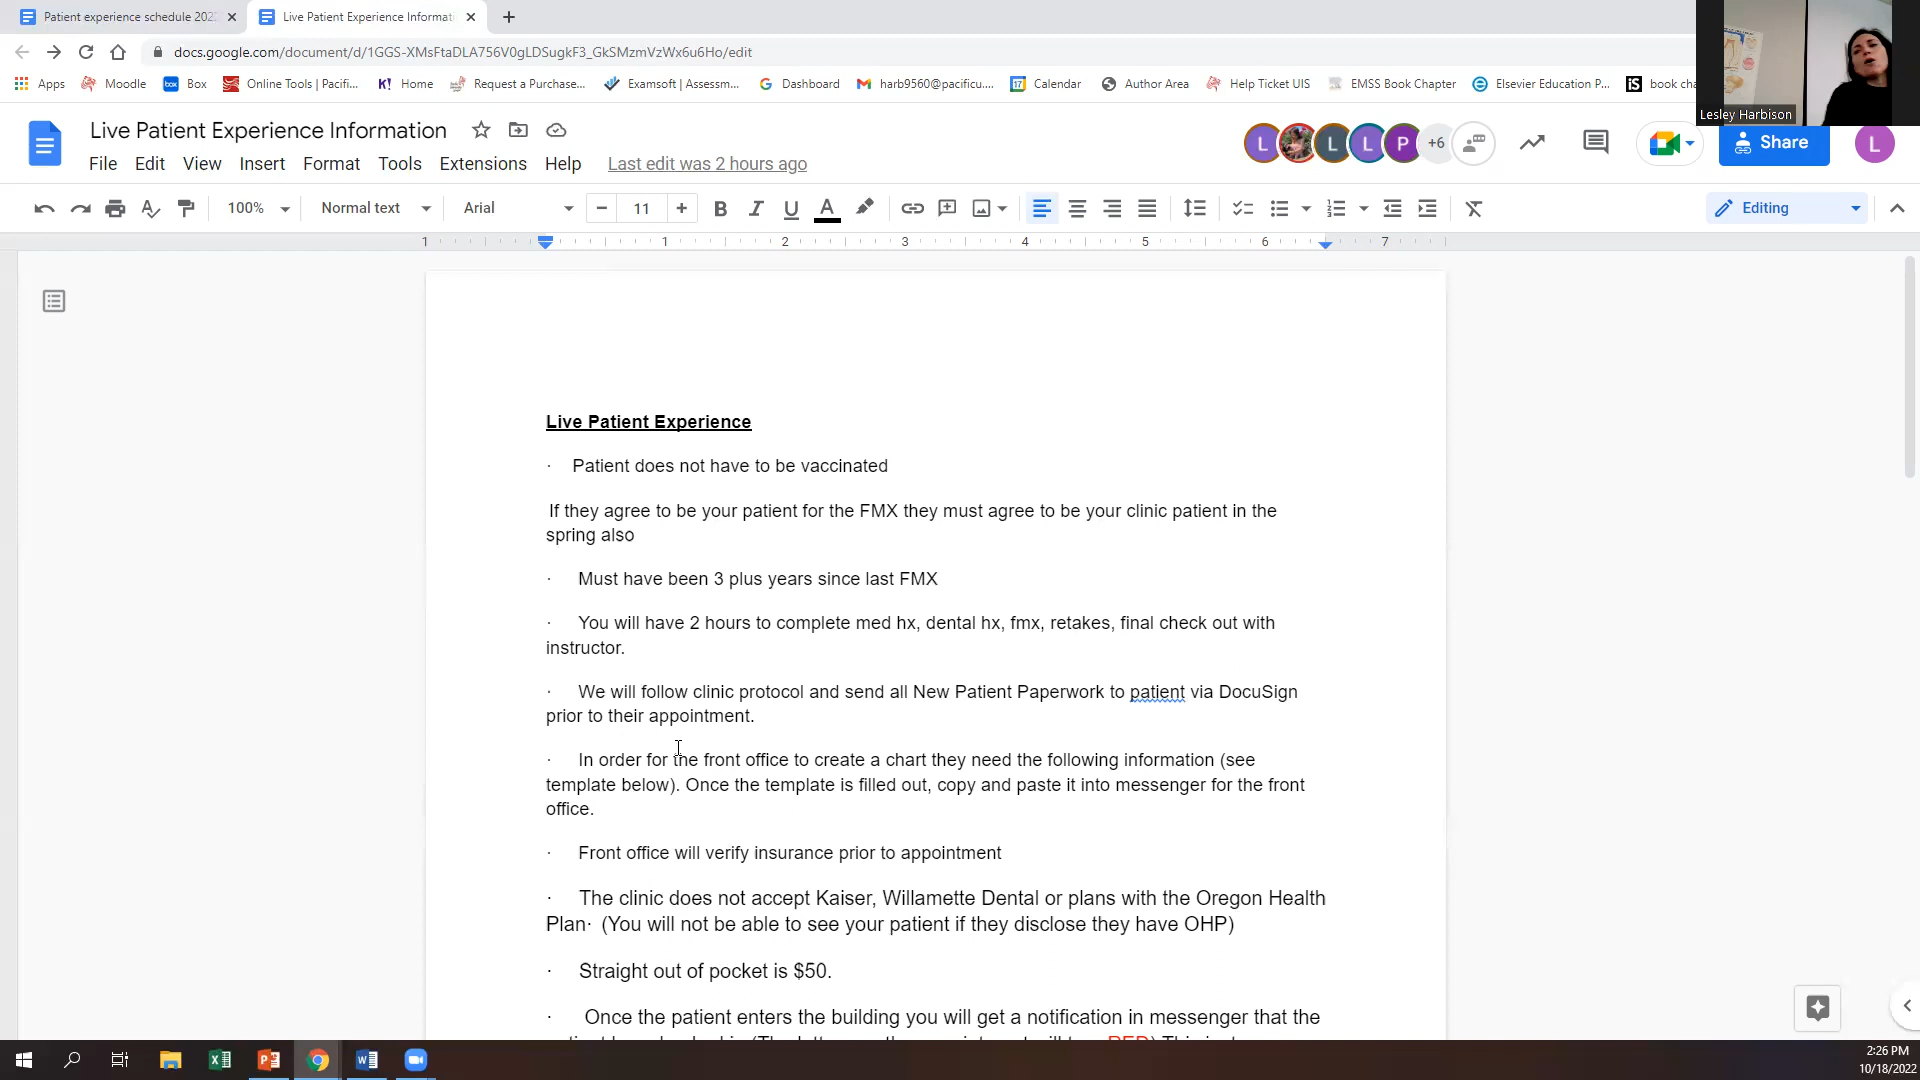 Patient experience schedule 202
Live Patient Experience Informati
docs.google.com/document/d/1GGS-XMsFtaDLA756V0gLDSugkF3_GkSMzmVzWx6u6Ho/edit
Apps
Moodle
Box
Online Tools | Pacifi...
Home
Request a Purchase...
Examsoft | Assessm...
Dashboard
harb9560@pacificu....
Calendar
Author Area
Help Ticket UIS
EMSS Book Chapter
Elsevier Education P...
book cha
Lesley Harbison
Live Patient Experience Information
File Edit View Insert Format Tools Extensions Help Last edit was 2 hours ago
L L L P +6
Share
L
100% Normal text Arial 11 B I U A
Editing
1 1 2 3 4 5 6 7
Live Patient Experience
· Patient does not have to be vaccinated
If they agree to be your patient for the FMX they must agree to be your clinic patient in the
spring also
· Must have been 3 plus years since last FMX
· You will have 2 hours to complete med hx, dental hx, fmx, retakes, final check out with
instructor.
· We will follow clinic protocol and send all New Patient Paperwork to patient via DocuSign
prior to their appointment.
· In order for the front office to create a chart they need the following information (see
template below). Once the template is filled out, copy and paste it into messenger for the front
office.
· Front office will verify insurance prior to appointment
· The clinic does not accept Kaiser, Willamette Dental or plans with the Oregon Health
Plan· (You will not be able to see your patient if they disclose they have OHP)
· Straight out of pocket is $50.
· Once the patient enters the building you will get a notification in messenger that the
2:26 PM
10/18/2022